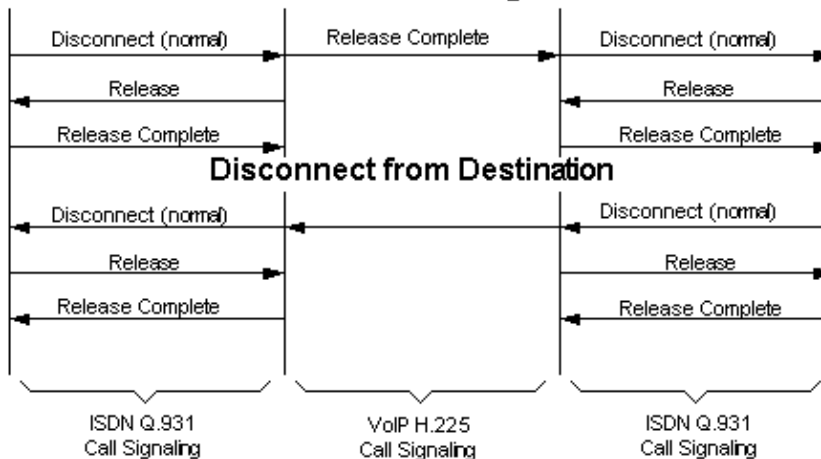 Disconnect (normal) Release Complete Disconnect (normal)
Release Release
Release Complete Release Complete
Disconnect from Destination
Disconnect (normal) Disconnect (normal)
Release Release
Release Complete Release Complete
ISDN Q.931 VoIP H.225 ISDN Q.931
Call Signaling Call Signaling Call Signaling